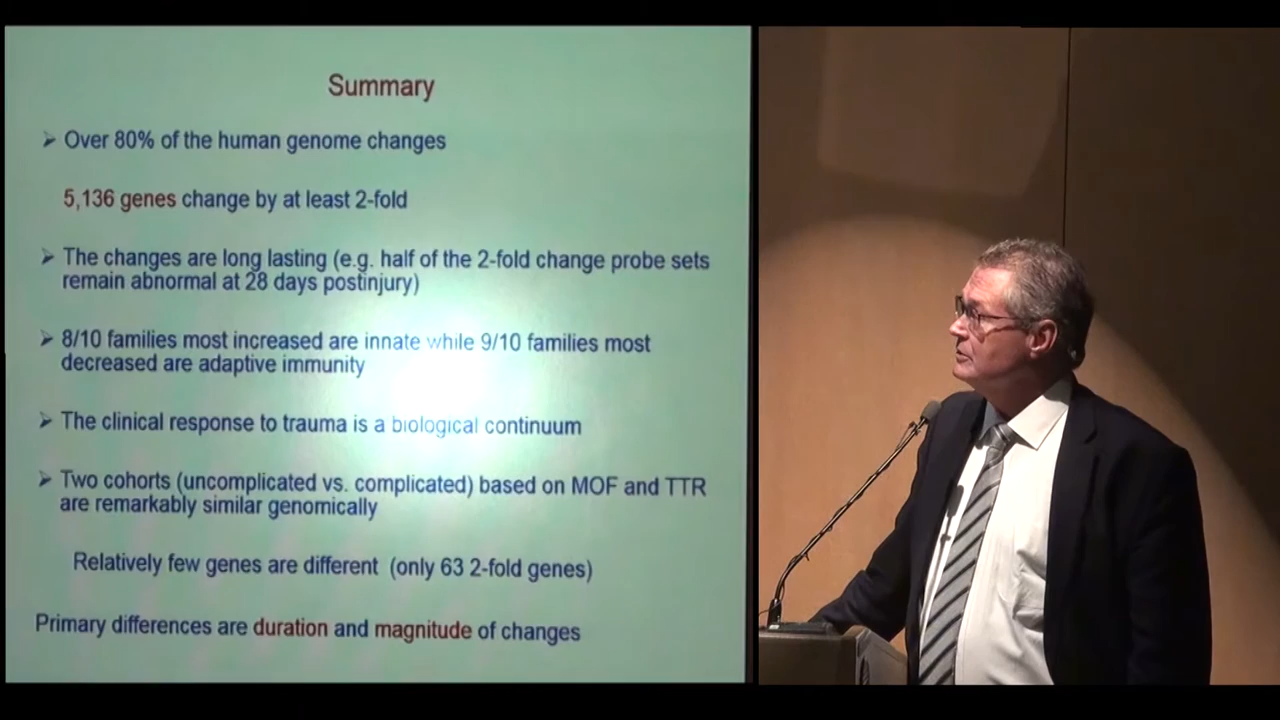 Summary
➢ Over 80% of the human genome changes
5,136 genes change by at least 2-fold
➢ The changes are long lasting (e.g. half of the 2-fold change probe sets
remain abnormal at 28 days postinjury)
➢ 8/10 families most increased are innate while 9/10 families most
decreased are adaptive immunity
➢ The clinical response to trauma is a biological continuum
➢ Two cohorts (uncomplicated vs. complicated) based on MOF and TTR
are remarkably similar genomically
Relatively few genes are different (only 63 2-fold genes)
Primary differences are duration and magnitude of changes